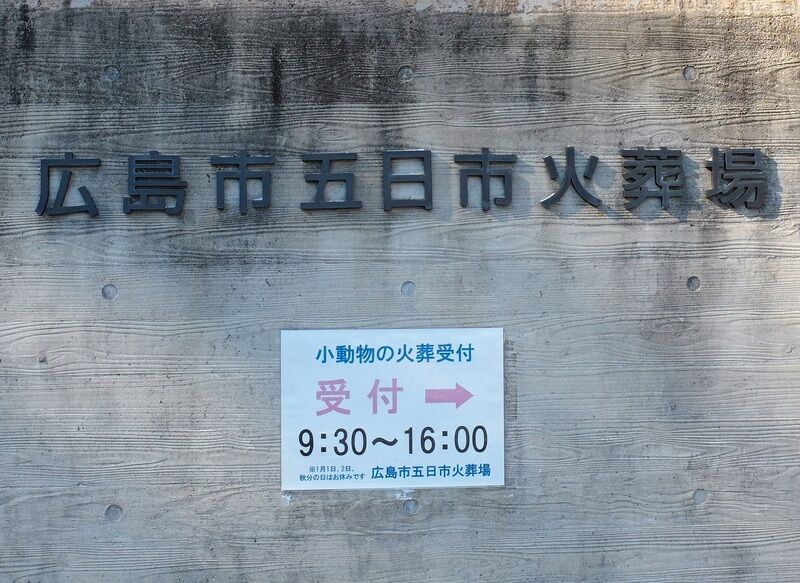 広島市五日市火葬場
小動物の火葬受付
受付 →
9:30〜16:00
※1月1日、2日、
秋分の日はお休みです
広島市五日市火葬場